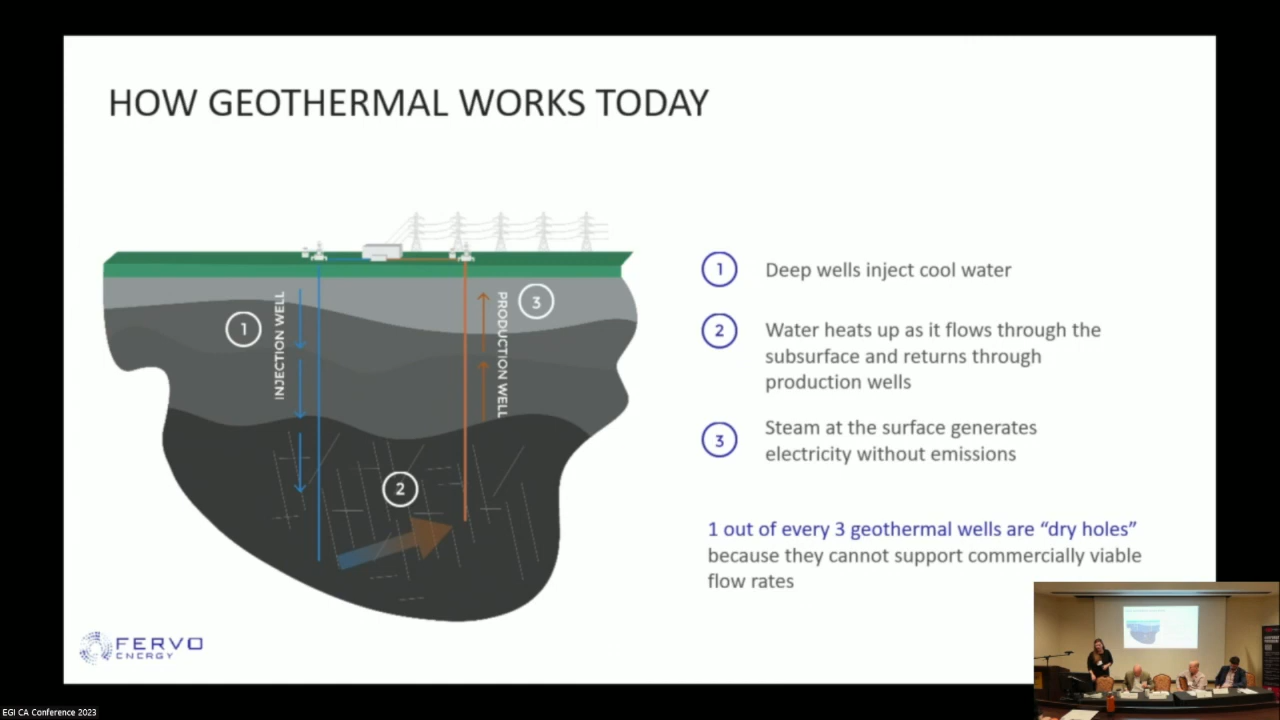 HOW GEOTHERMAL WORKS TODAY
1
INJECTION WELL
PRODUCTION WELL
3
2
1
Deep wells inject cool water
2
Water heats up as it flows through the
subsurface and returns through
production wells
3
Steam at the surface generates
electricity without emissions
1 out of every 3 geothermal wells are “dry holes”
because they cannot support commercially viable
flow rates
FERVO
ENERGY
EGI CA Conference 2023